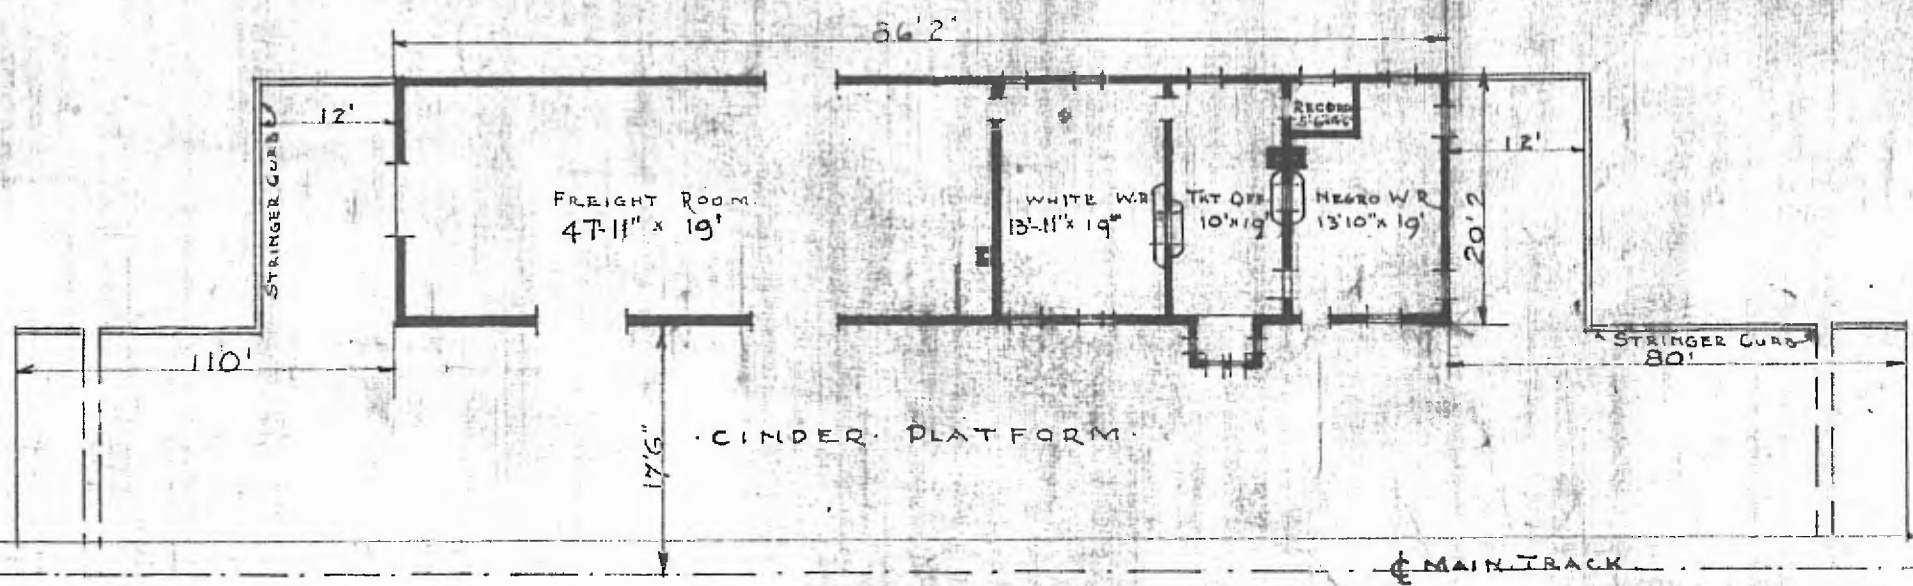 86'2"
12'
STRINGER CURB
FREIGHT ROOM.
47'-11" x 19'
WHITE W.R.
13'-11" x 19'
TKT OFF
10' x 19'
RECORD
NEGRO W R
13'10" x 19'
20'2
12'
STRINGER CURB
110'
80'
17'6"
CINDER PLATFORM
℄ MAIN TRACK